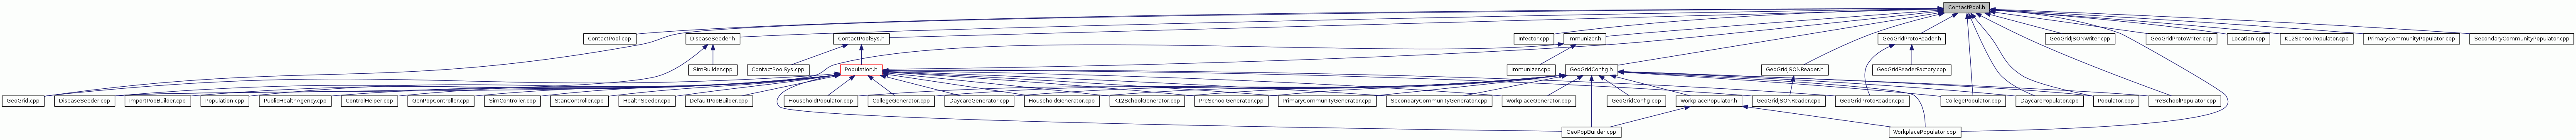 ContactPool.h
ContactPool.cpp
DiseaseSeeder.h
ContactPoolSys.h
Infector.cpp
Immunizer.h
GeoGridProtoReader.h
GeoGridJSONWriter.cpp
GeoGridProtoWriter.cpp
Location.cpp
K12SchoolPopulator.cpp
PrimaryCommunityPopulator.cpp
SecondaryCommunityPopulator.cpp
SimBuilder.cpp
ContactPoolSys.cpp
Population.h
Immunizer.cpp
GeoGridConfig.h
GeoGridJSONReader.h
GeoGridReaderFactory.cpp
GeoGrid.cpp
DiseaseSeeder.cpp
ImportPopBuilder.cpp
Population.cpp
PublicHealthAgency.cpp
ControlHelper.cpp
GenPopController.cpp
SimController.cpp
StanController.cpp
HealthSeeder.cpp
DefaultPopBuilder.cpp
HouseholdPopulator.cpp
CollegeGenerator.cpp
DaycareGenerator.cpp
HouseholdGenerator.cpp
K12SchoolGenerator.cpp
PreSchoolGenerator.cpp
PrimaryCommunityGenerator.cpp
SecondaryCommunityGenerator.cpp
WorkplaceGenerator.cpp
GeoGridConfig.cpp
WorkplacePopulator.h
GeoGridJSONReader.cpp
GeoGridProtoReader.cpp
CollegePopulator.cpp
DaycarePopulator.cpp
Populator.cpp
PreSchoolPopulator.cpp
GeoPopBuilder.cpp
WorkplacePopulator.cpp